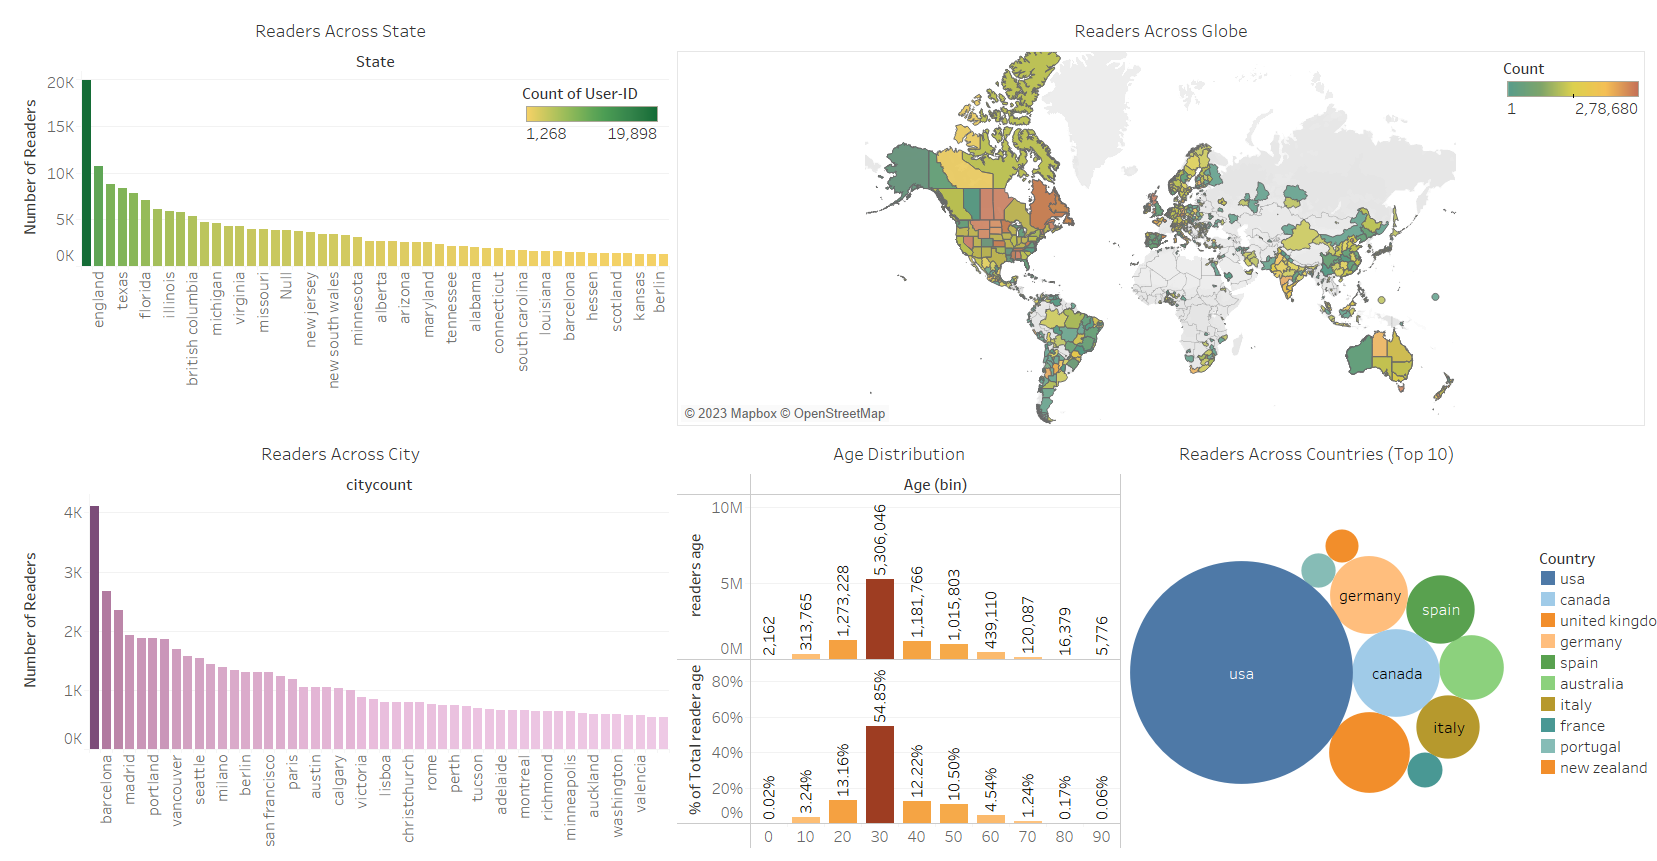 Readers Across State
State
Number of Readers
20K
15K
10K
5K
0K
Count of User-ID
1,268 19,898
england
texas
florida
illinois
british columbia
michigan
virginia
missouri
Null
new jersey
new south wales
minnesota
alberta
arizona
maryland
tennessee
alabama
connecticut
south carolina
louisiana
barcelona
hessen
scotland
kansas
berlin
Readers Across Globe
Count
1 2,78,680
© 2023 Mapbox © OpenStreetMap
Readers Across City
citycount
Number of Readers
4K
3K
2K
1K
0K
barcelona
madrid
portland
vancouver
seattle
milano
berlin
san francisco
paris
austin
calgary
victoria
lisboa
christchurch
rome
perth
tucson
adelaide
montreal
richmond
minneapolis
auckland
washington
valencia
Age Distribution
Age (bin)
readers age
10M
5M
0M
2,162
313,765
1,273,228
5,306,046
1,181,766
1,015,803
439,110
120,087
16,379
5,776
% of Total reader age
80%
60%
40%
20%
0%
0.02%
3.24%
13.16%
54.85%
12.22%
10.50%
4.54%
1.24%
0.17%
0.06%
0 10 20 30 40 50 60 70 80 90
Readers Across Countries (Top 10)
usa
germany
spain
canada
italy
Country
usa
canada
united kingdo
germany
spain
australia
italy
france
portugal
new zealand